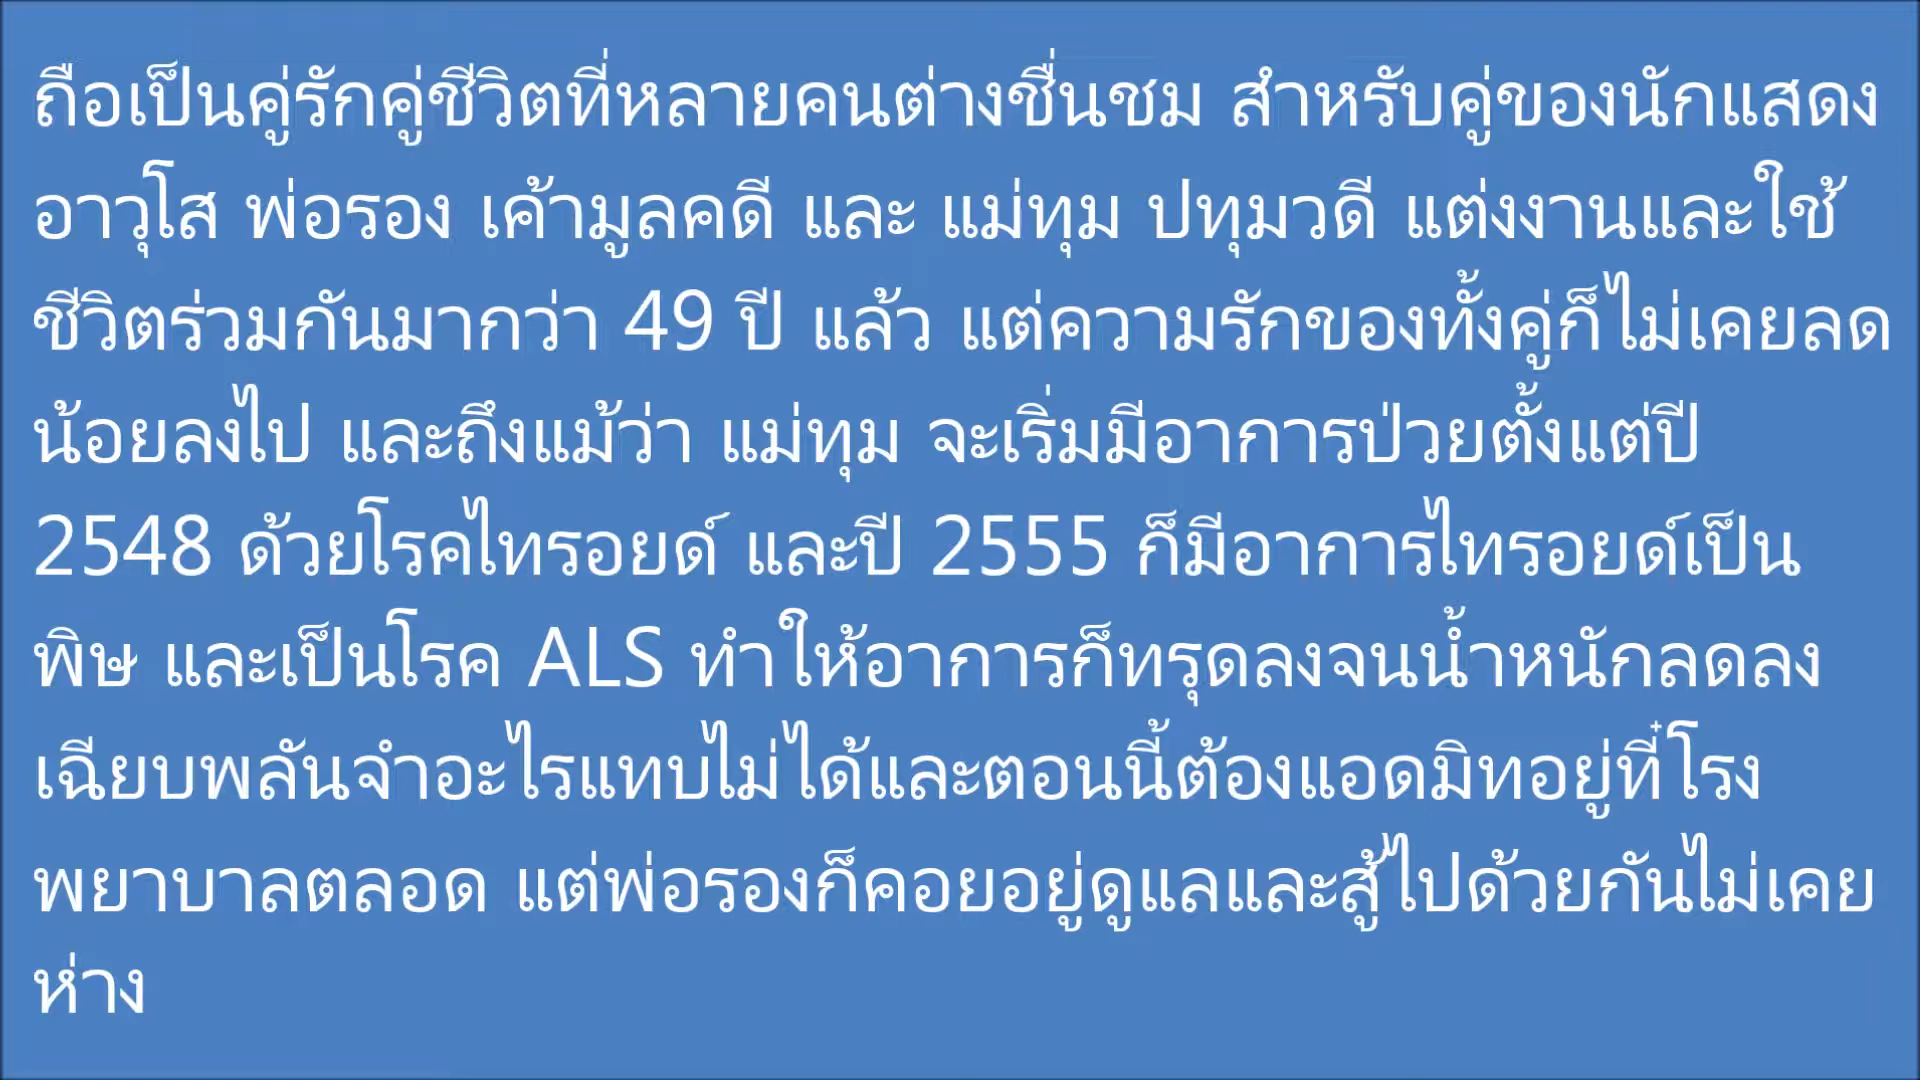 ถือเป็นคู่รักคู่ชีวิตที่หลายคนต่างชื่นชม สำหรับคู่ของนักแสดง
อาวุโส พ่อรอง เค้ามูลคดี และ แม่ทุม ปทุมวดี แต่งงานและใช้
ชีวิตร่วมกันมากว่า 49 ปี แล้ว แต่ความรักของทั้งคู่ก็ไม่เคยลด
น้อยลงไป และถึงแม้ว่า แม่ทุม จะเริ่มมีอาการป่วยตั้งแต่ปี
2548 ด้วยโรคไทรอยด์ และปี 2555 ก็มีอาการไทรอยด์เป็น
พิษ และเป็นโรค ALS ทำให้อาการก็ทรุดลงจนน้ำหนักลดลง
เฉียบพลันจำอะไรแทบไม่ได้และตอนนี้ต้องแอดมิทอยู่ที่๋โรง
พยาบาลตลอด แต่พ่อรองก็คอยอยู่ดูแลและสู้ไปด้วยกันไม่เคย
ห่าง